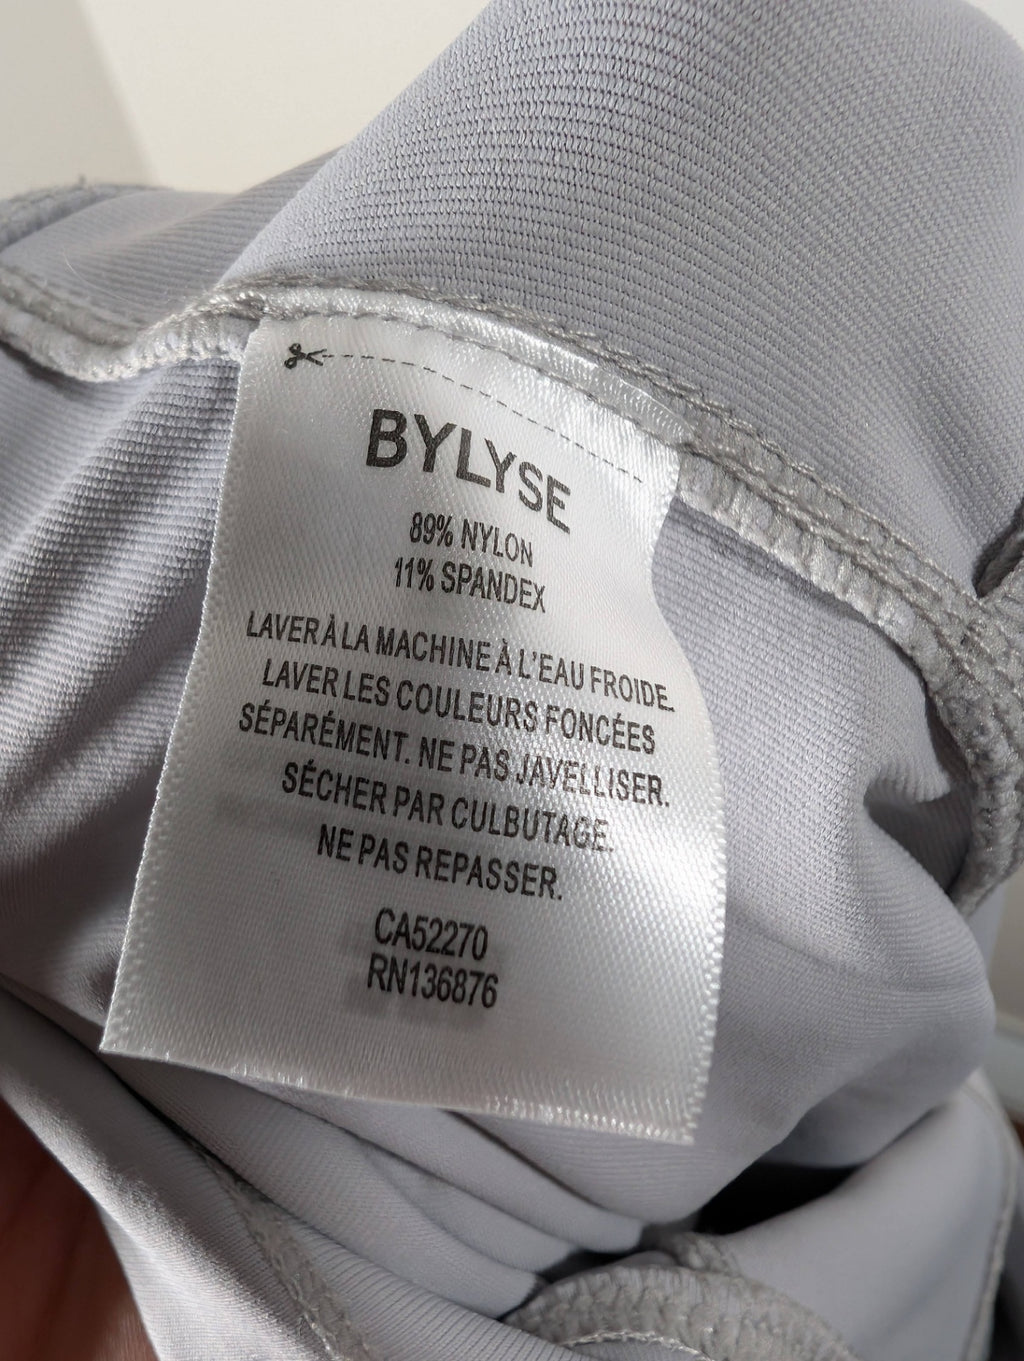 BYLYSE
89% NYLON
11% SPANDEX
LAVER À LA MACHINE À L'EAU FROIDE.
LAVER LES COULEURS FONCÉES
SÉPARÉMENT. NE PAS JAVELLISER.
SÉCHER PAR CULBUTAGE.
NE PAS REPASSER.
CA52270
RN136876